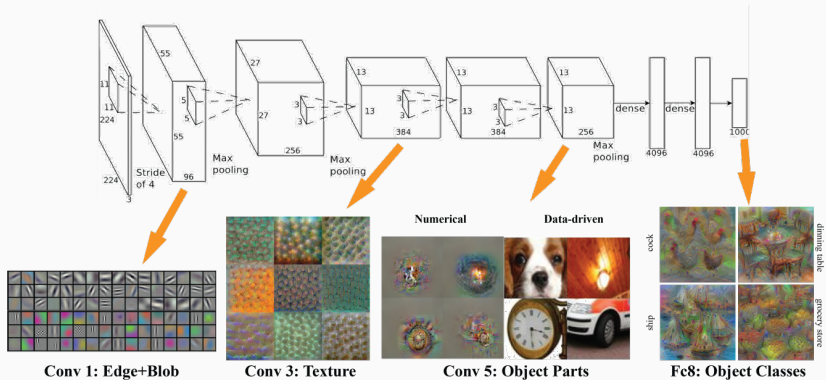 55
27
13
13
13
11
11
224
5
5
55
3
3
27
3
3
13
3
3
13
13
dense
dense
224
3
Stride
of 4
96
Max
pooling
256
Max
pooling
384
384
256
Max
pooling
4096
4096
1000
Numerical
Data-driven
cock
ship
dinning table
grocery store
Conv 1: Edge+Blob
Conv 3: Texture
Conv 5: Object Parts
Fc8: Object Classes